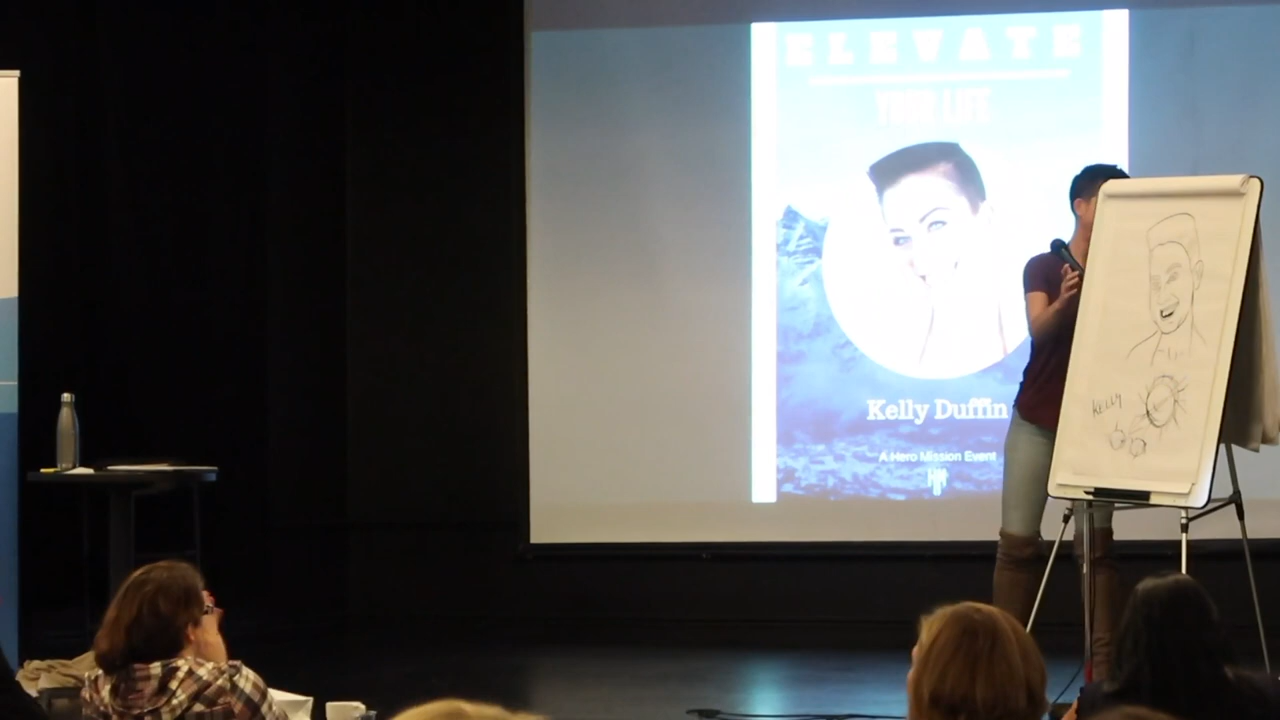 ELEVATE
YOUR LIFE
Kelly Duffin
A Hero Mission Event
KELLY